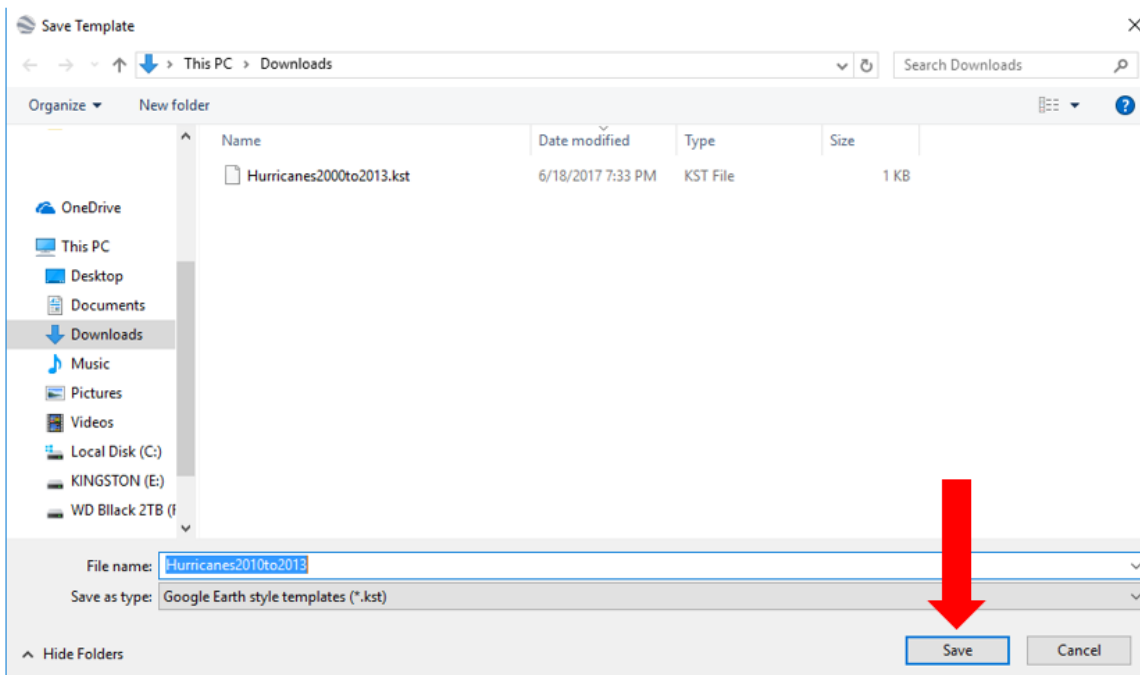 Save Template
This PC > Downloads
Search Downloads
Organize New folder
Name Date modified Type Size
Hurricanes2000to2013.kst 6/18/2017 7:33 PM KST File 1 KB
OneDrive
This PC
Desktop
Documents
Downloads
Music
Pictures
Videos
Local Disk (C:)
KINGSTON (E:)
WD Bllack 2TB (F
File name: Hurricanes2010to2013
Save as type: Google Earth style templates (*.kst)
Hide Folders Save Cancel